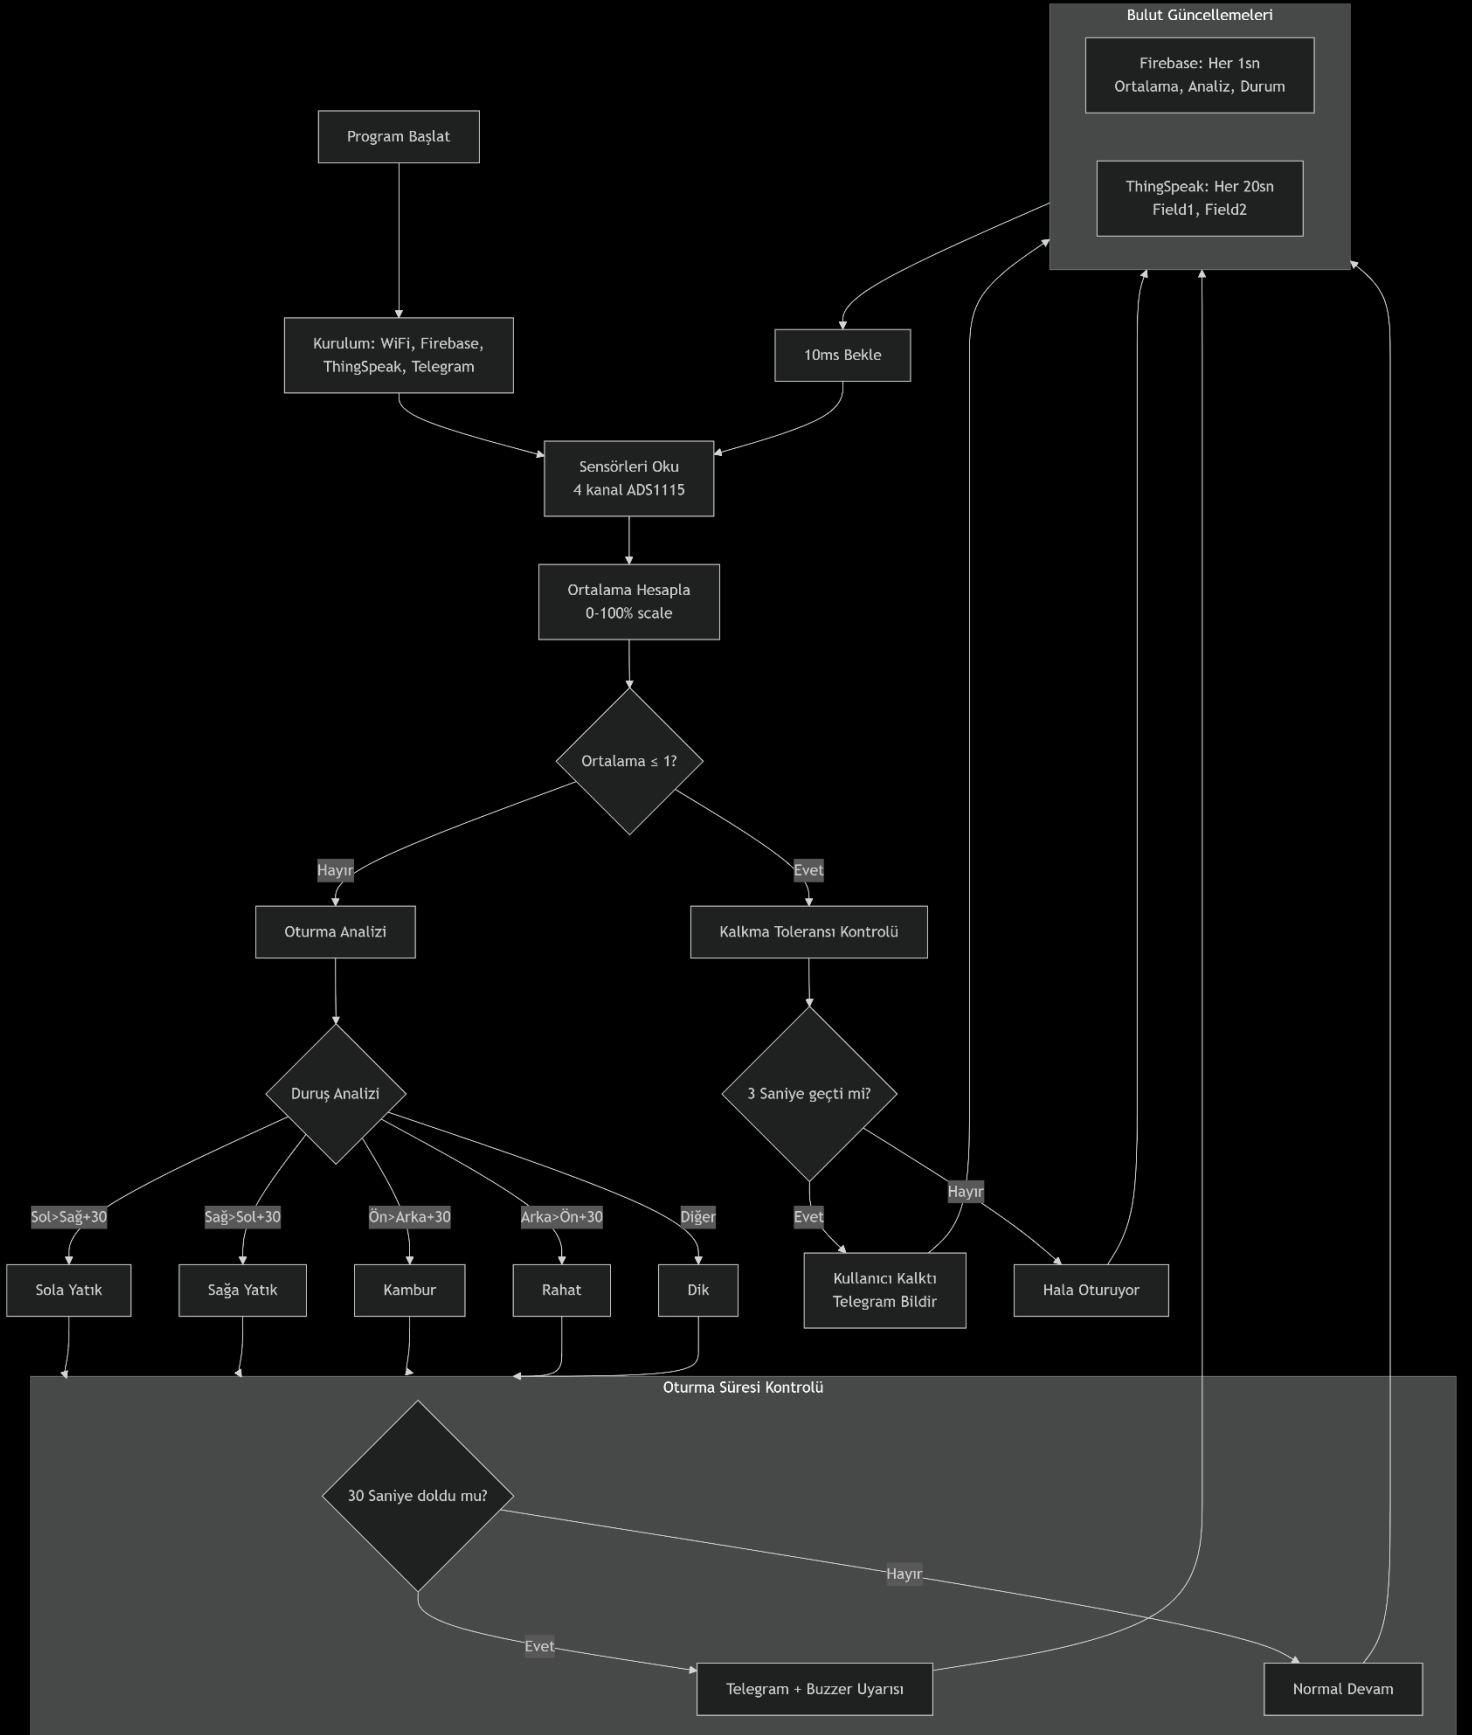 Bulut Güncellemeleri
Firebase: Her 1sn
Ortalama, Analiz, Durum
ThingSpeak: Her 20sn
Field1, Field2
Program Başlat
Kurulum: WiFi, Firebase,
ThingSpeak, Telegram
10ms Bekle
Sensörleri Oku
4 kanal ADS1115
Ortalama Hesapla
0-100% scale
Ortalama ≤ 1?
Hayır
Evet
Oturma Analizi
Kalkma Toleransı Kontrolü
Duruş Analizi
3 Saniye geçti mi?
Sol>Sağ+30
Sağ>Sol+30
Ön>Arka+30
Arka>Ön+30
Diğer
Evet
Hayır
Sola Yatık
Sağa Yatık
Kambur
Rahat
Dik
Kullanıcı Kalktı
Telegram Bildir
Hala Oturuyor
Oturma Süresi Kontrolü
30 Saniye doldu mu?
Hayır
Evet
Telegram + Buzzer Uyarısı
Normal Devam